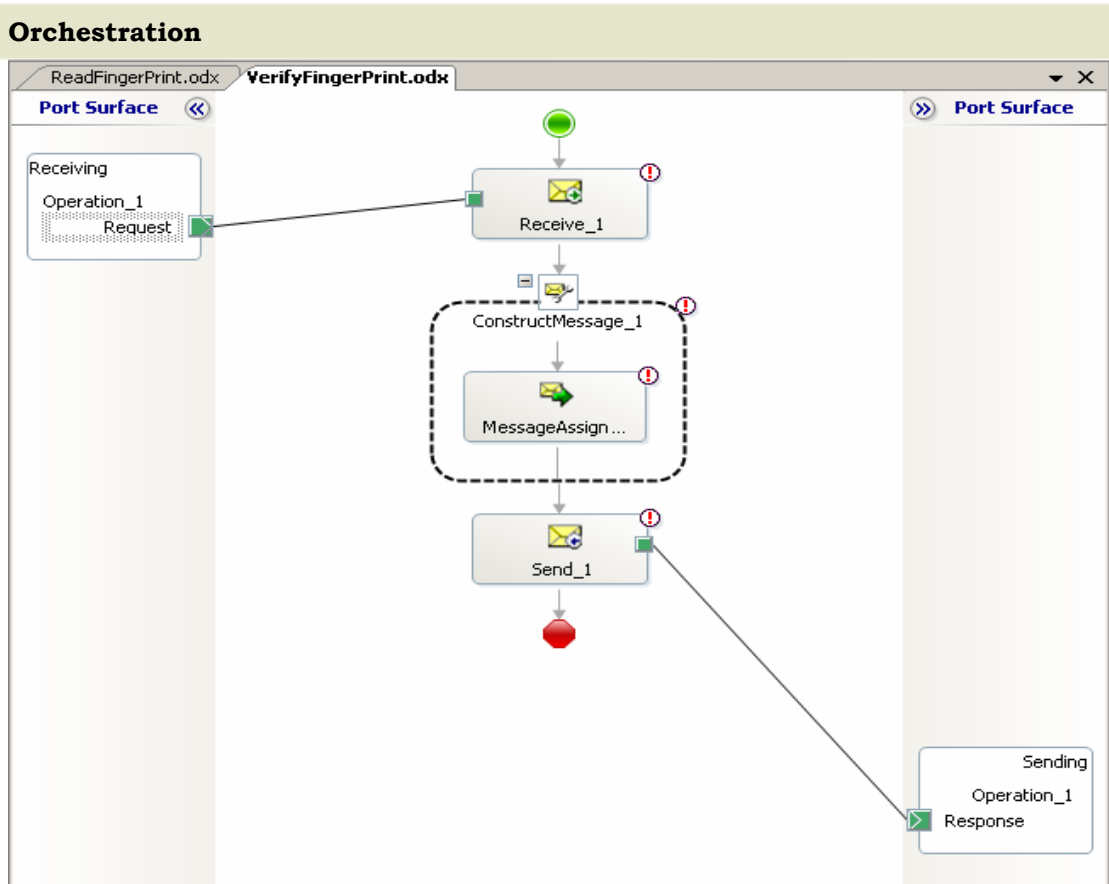 Orchestration
ReadFingerPrint.odx VerifyFingerPrint.odx
Port Surface
Port Surface
Receiving
Operation_1
Request
Receive_1
ConstructMessage_1
MessageAssign...
Send_1
Sending
Operation_1
Response